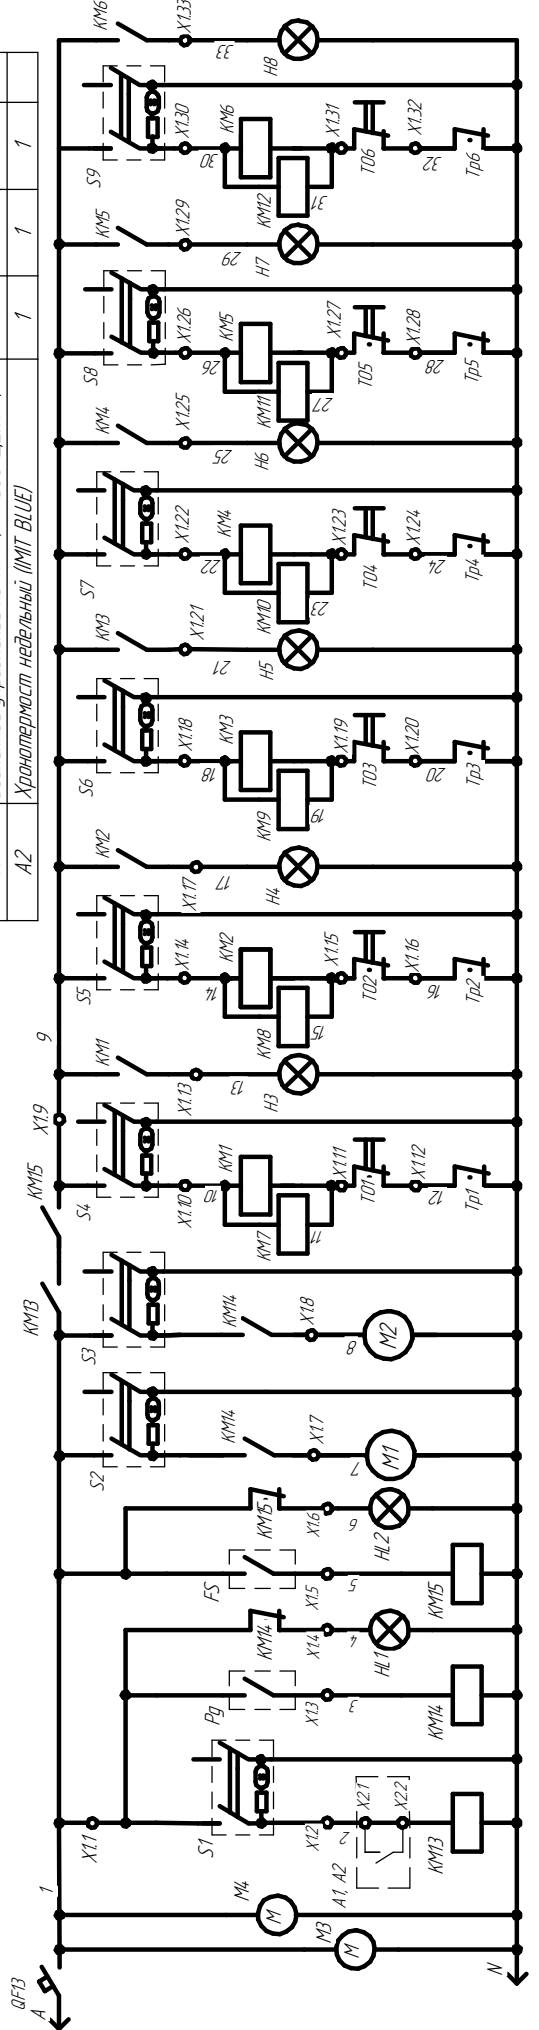 A2
Хронотермост недельный (IMIT BLUE)
1
1
1
A
QF13
N
1
M3
M
M4
M
X1.1
S1
X1.2
2
A1, A2
X2.1
X2.2
KM13
Pg
X1.3
3
KM14
KM14
X1.4
4
HL1
FS
X1.5
5
KM15
KM15
X1.6
6
HL2
S2
KM14
X1.7
7
M1
S3
KM14
X1.8
8
M2
KM13
KM15
X1.9
9
S4
X1.10
10
KM1
KM7
11
X1.11
TO1
X1.12
12
Tp1
KM1
X1.13
13
H3
S5
X1.14
14
KM2
KM8
15
X1.15
TO2
X1.16
16
Tp2
KM2
X1.17
17
H4
S6
X1.18
18
KM3
KM9
19
X1.19
TO3
X1.20
20
Tp3
KM3
X1.21
21
H5
S7
X1.22
22
KM4
KM10
23
X1.23
TO4
X1.24
24
Tp4
KM4
X1.25
25
H6
S8
X1.26
26
KM5
KM11
27
X1.27
TO5
X1.28
28
Tp5
KM5
X1.29
29
H7
S9
X1.30
30
KM6
KM12
31
X1.31
TO6
X1.32
32
Tp6
KM6
X1.33
33
H8